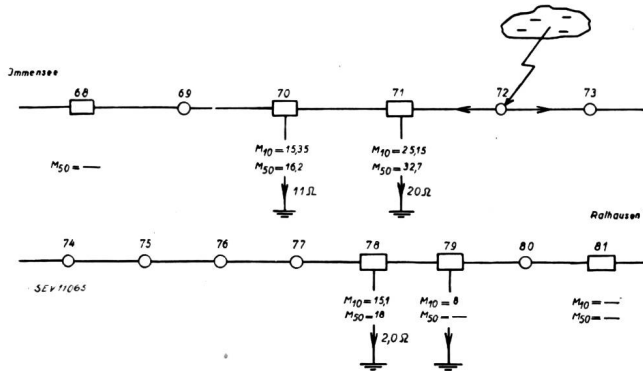 Immensee
68 69 70 71 72 73
M50 = —
M10 = 15,35
M50 = 16,2
11 Ω
M10 = 25,15
M50 = 32,7
20 Ω
Rathausen
74 75 76 77 78 79 80 81
SEV 11065
M10 = 15,1
M50 = 18
2,0 Ω
M10 = 8
M50 = —
M10 = —
M50 = —